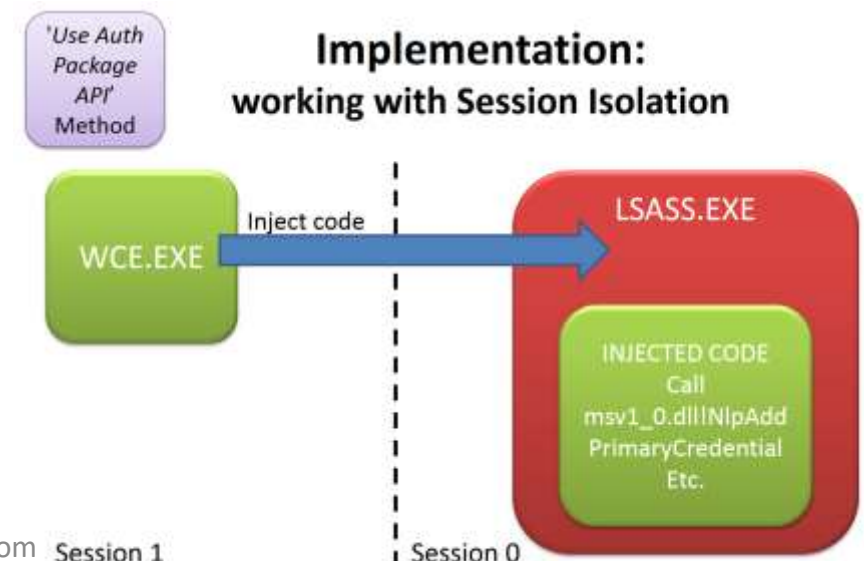 'Use Auth
Package
API'
Method
Implementation:
working with Session Isolation
WCE.EXE
Inject code
LSASS.EXE
INJECTED CODE
Call
msv1_0.dll!NlpAdd
PrimaryCredential
Etc.
om
Session 1
Session 0